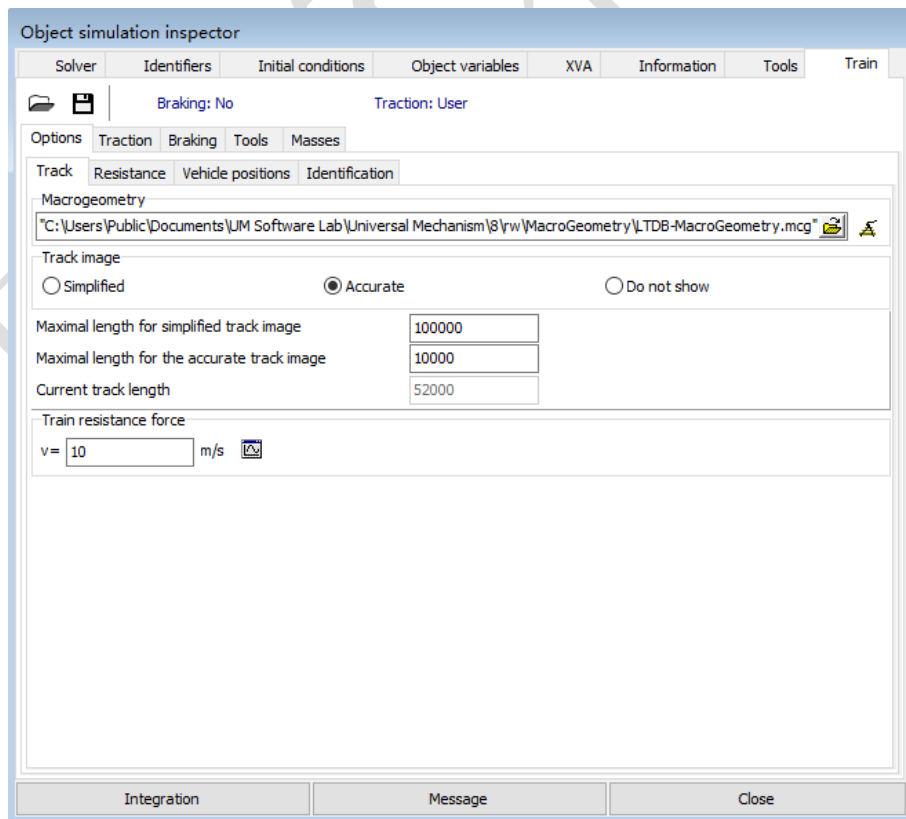 Object simulation inspector
Solver Identifiers Initial conditions Object variables XVA Information Tools Train
Braking: No Traction: User
Options Traction Braking Tools Masses
Track Resistance Vehicle positions Identification
Macrogeometry
"C:\Users\Public\Documents\UM Software Lab\Universal Mechanism\8\rw\MacroGeometry\LTDB-MacroGeometry.mcg"
Track image
Simplified Accurate Do not show
Maximal length for simplified track image 100000
Maximal length for the accurate track image 10000
Current track length 52000
Train resistance force
v= 10 m/s
Integration Message Close